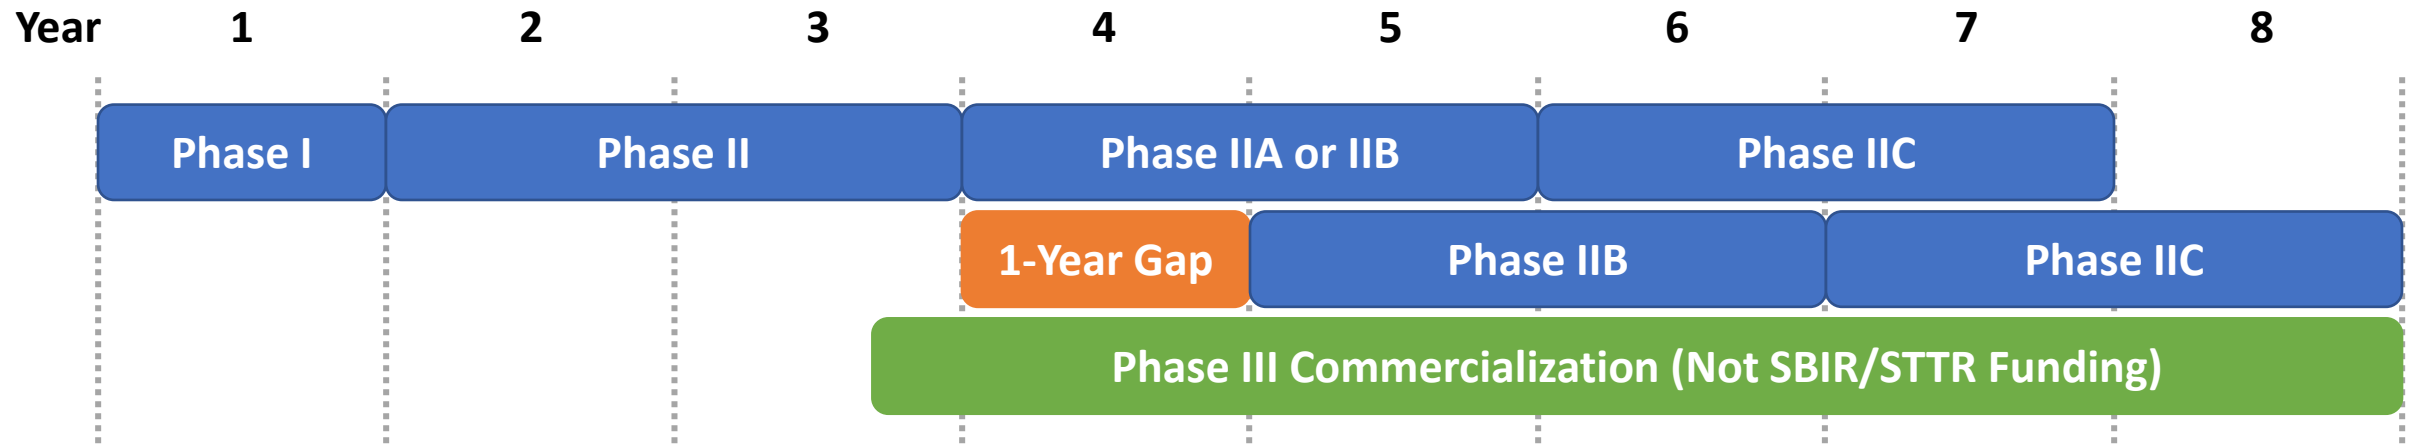 Year 1 2 3 4 5 6 7 8
Phase I Phase II Phase IIA or IIB Phase IIC
1-Year Gap Phase IIB Phase IIC
Phase III Commercialization (Not SBIR/STTR Funding)